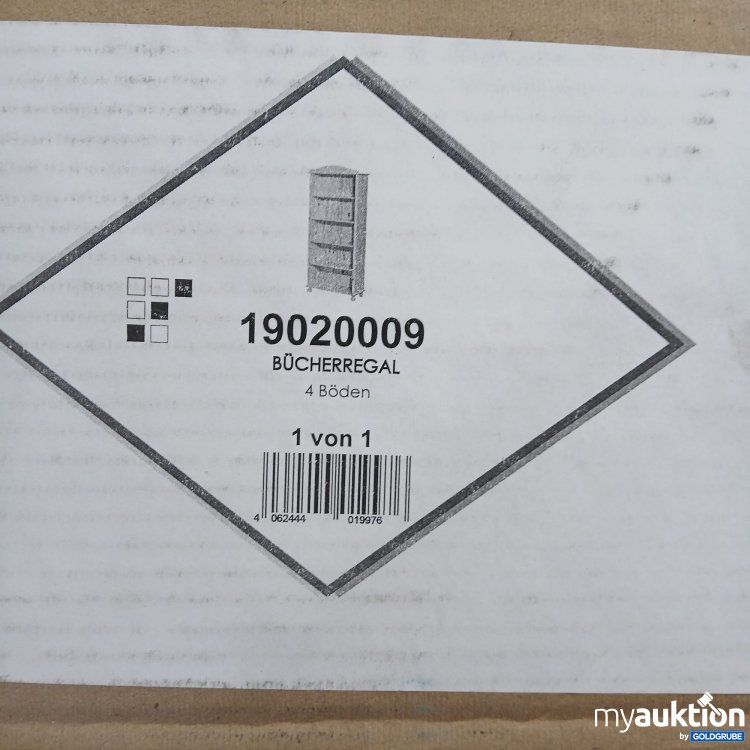 19020009
BÜCHERREGAL
4 Böden
1 von 1
4 062444 019976
myauktion
by GOLDGRUBE